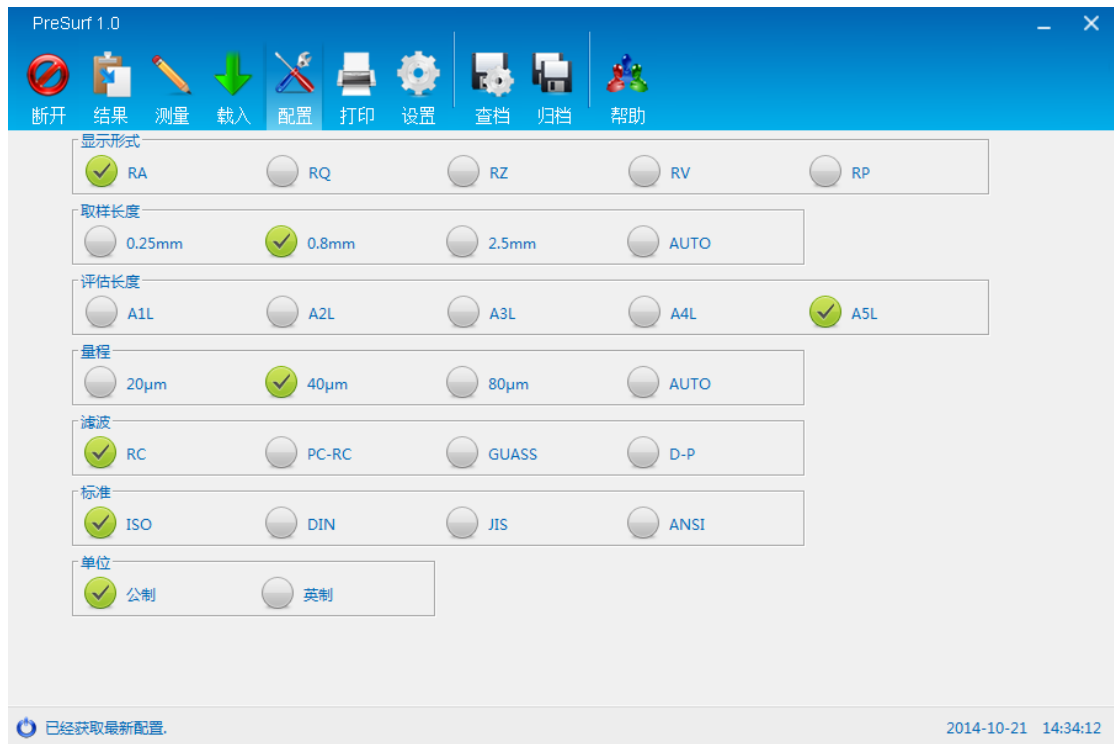 PreSurf 1.0
断开 结果 测量 载入 配置 打印 设置 查档 归档 帮助
显示形式
RA RQ RZ RV RP
取样长度
0.25mm 0.8mm 2.5mm AUTO
评估长度
A1L A2L A3L A4L A5L
量程
20μm 40μm 80μm AUTO
滤波
RC PC-RC GUASS D-P
标准
ISO DIN JIS ANSI
单位
公制 英制
已经获取最新配置. 2014-10-21 14:34:12